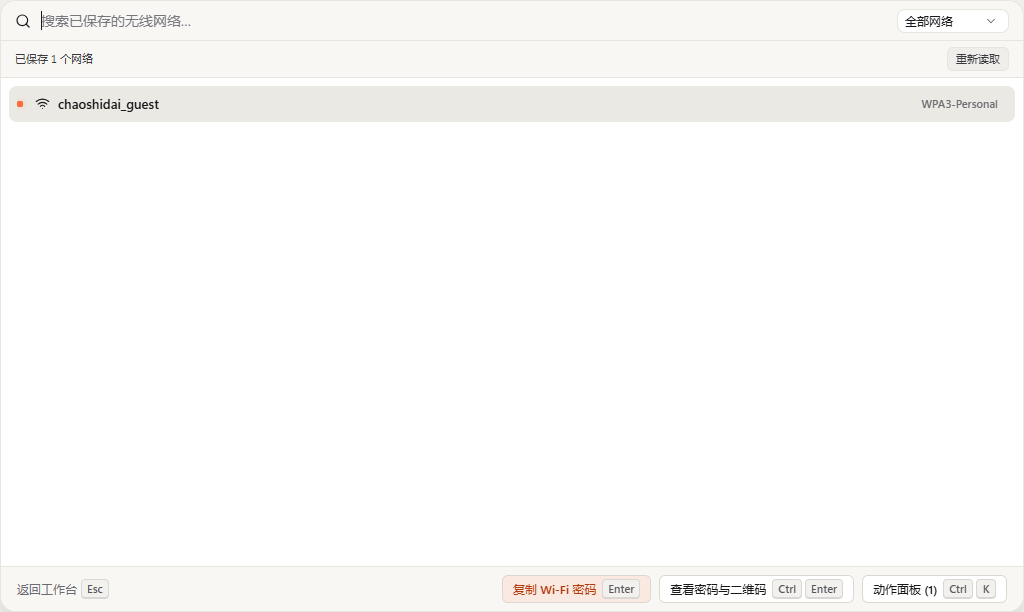 搜索已保存的无线网络...
全部网络
已保存 1 个网络
重新读取
chaoshidai_guest
WPA3-Personal
返回工作台 Esc
复制 Wi-Fi 密码 Enter
查看密码与二维码 Ctrl Enter
动作面板 (1) Ctrl K